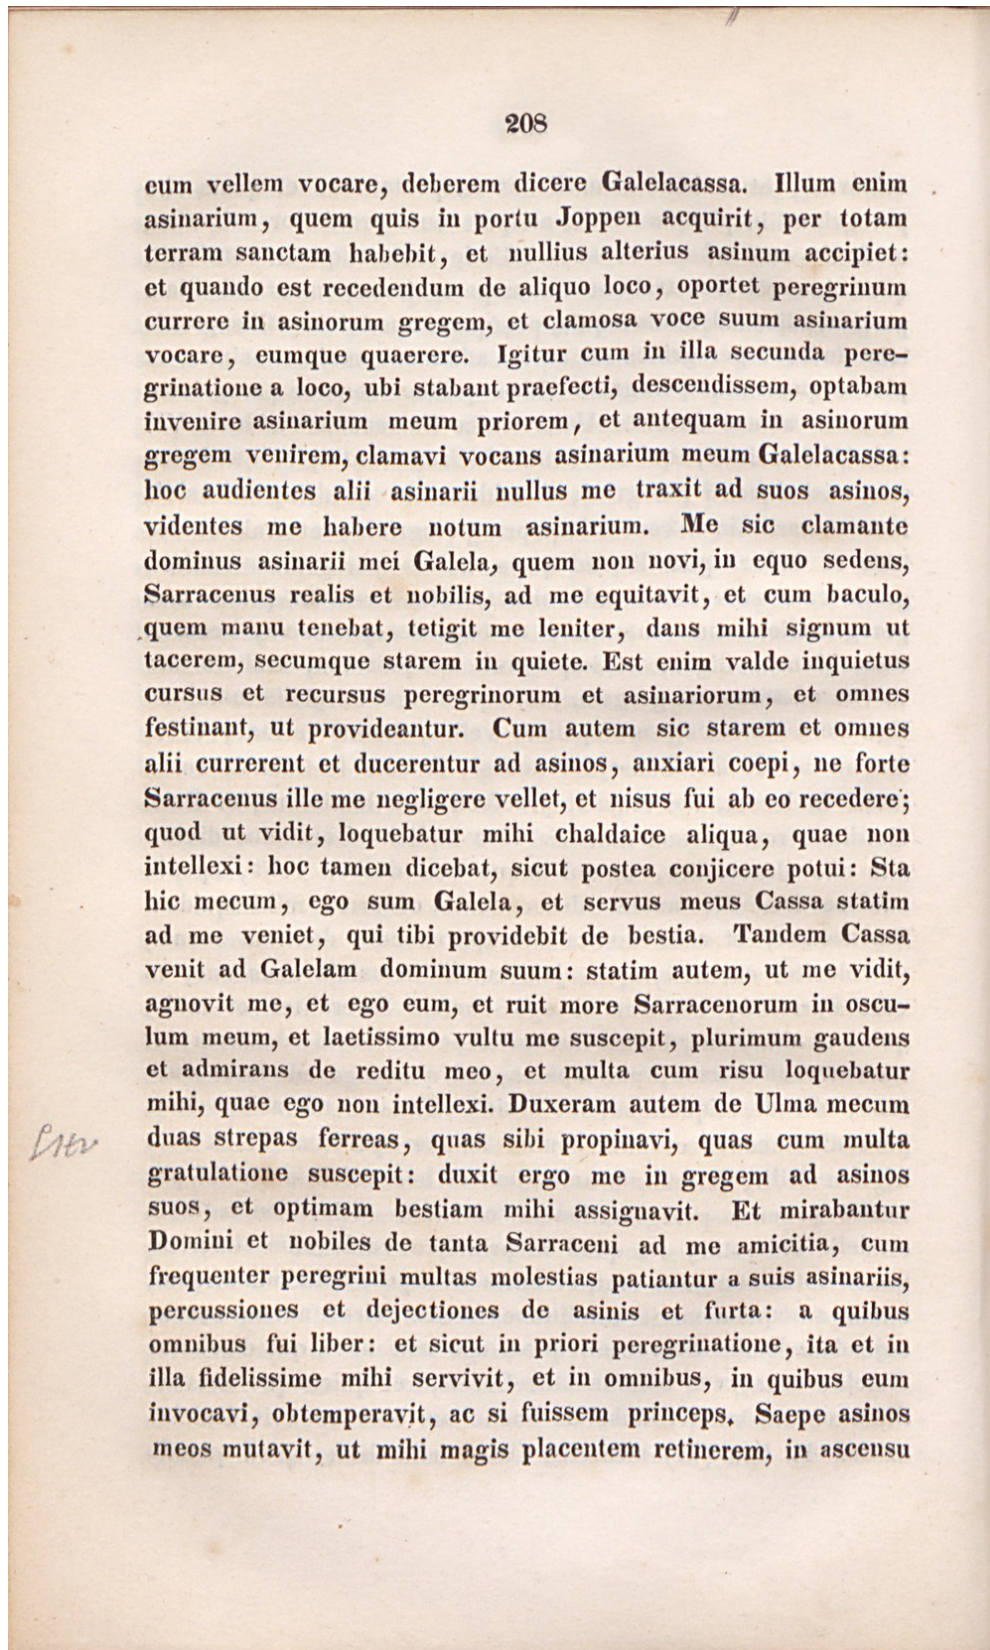 208
eum vellem vocare, deberem dicere Galelacassa. Illum enim
asinarium, quem quis in portu Joppen acquirit, per totam
terram sanctam habebit, et nullius alterius asinum accipiet:
et quando est recedendum de aliquo loco, oportet peregrinum
currere in asinorum gregem, et clamosa voce suum asinarium
vocare, eumque quaerere. Igitur cum in illa secunda pere-
grinatione a loco, ubi stabant praefecti, descendissem, optabam
invenire asinarium meum priorem, et antequam in asinorum
gregem venirem, clamavi vocans asinarium meum Galelacassa:
hoc audientes alii asinarii nullus me traxit ad suos asinos,
videntes me habere notum asinarium. Me sic clamante
dominus asinarii mei Galela, quem non novi, in equo sedens,
Sarracenus realis et nobilis, ad me equitavit, et cum baculo,
quem manu tenebat, tetigit me leniter, dans mihi signum ut
tacerem, secumque starem in quiete. Est enim valde inquietus
cursus et recursus peregrinorum et asinariorum, et omnes
festinant, ut provideantur. Cum autem sic starem et omnes
alii currerent et ducerentur ad asinos, anxiari coepi, ne forte
Sarracenus ille me negligere vellet, et nisus fui ab eo recedere;
quod ut vidit, loquebatur mihi chaldaice aliqua, quae non
intellexi: hoc tamen dicebat, sicut postea conjicere potui: Sta
hic mecum, ego sum Galela, et servus meus Cassa statim
ad me veniet, qui tibi providebit de bestia. Tandem Cassa
venit ad Galelam dominum suum: statim autem, ut me vidit,
agnovit me, et ego eum, et ruit more Sarracenorum in oscu-
lum meum, et laetissimo vultu me suscepit, plurimum gaudens
et admirans de reditu meo, et multa cum risu loquebatur
mihi, quae ego non intellexi. Duxeram autem de Ulma mecum
duas strepas ferreas, quas sibi propinavi, quas cum multa
gratulatione suscepit: duxit ergo me in gregem ad asinos
suos, et optimam bestiam mihi assignavit. Et mirabantur
Domini et nobiles de tanta Sarraceni ad me amicitia, cum
frequenter peregrini multas molestias patiantur a suis asinariis,
percussiones et dejectiones de asinis et furta: a quibus
omnibus fui liber: et sicut in priori peregrinatione, ita et in
illa fidelissime mihi servivit, et in omnibus, in quibus eum
invocavi, obtemperavit, ac si fuissem princeps. Saepe asinos
meos mutavit, ut mihi magis placentem retinerem, in ascensu